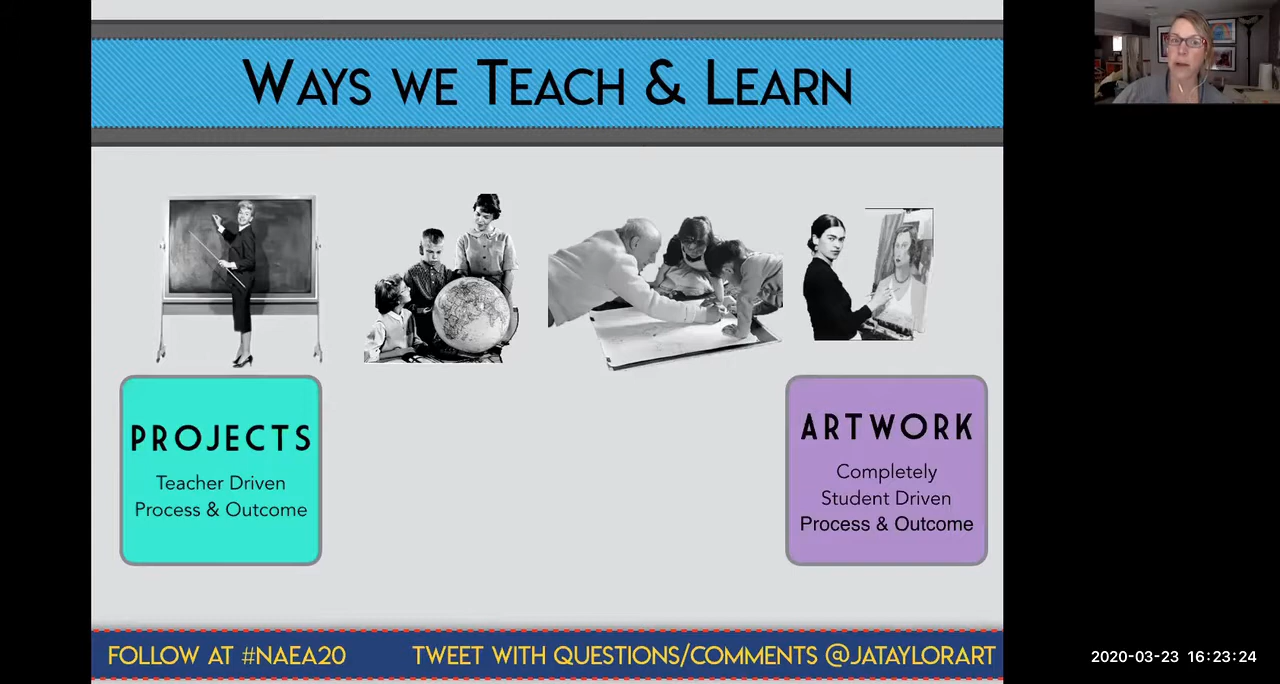 WAYS WE TEACH & LEARN
PROJECTS
Teacher Driven
Process & Outcome
ARTWORK
Completely
Student Driven
Process & Outcome
FOLLOW AT #NAEA20
TWEET WITH QUESTIONS/COMMENTS @JATAYLORART
2020-03-23 16:23:24